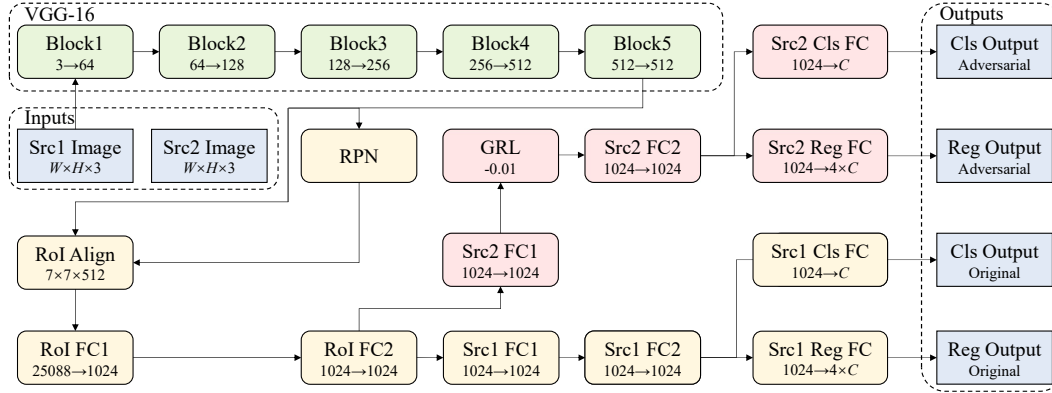 VGG-16
Outputs
Block1
3→64
Block2
64→128
Block3
128→256
Block4
256→512
Block5
512→512
Src2 Cls FC
1024→C
Cls Output
Adversarial
Inputs
Src1 Image
W×H×3
Src2 Image
W×H×3
RPN
GRL
-0.01
Src2 FC2
1024→1024
Src2 Reg FC
1024→4×C
Reg Output
Adversarial
RoI Align
7×7×512
Src2 FC1
1024→1024
Src1 Cls FC
1024→C
Cls Output
Original
RoI FC1
25088→1024
RoI FC2
1024→1024
Src1 FC1
1024→1024
Src1 FC2
1024→1024
Src1 Reg FC
1024→4×C
Reg Output
Original